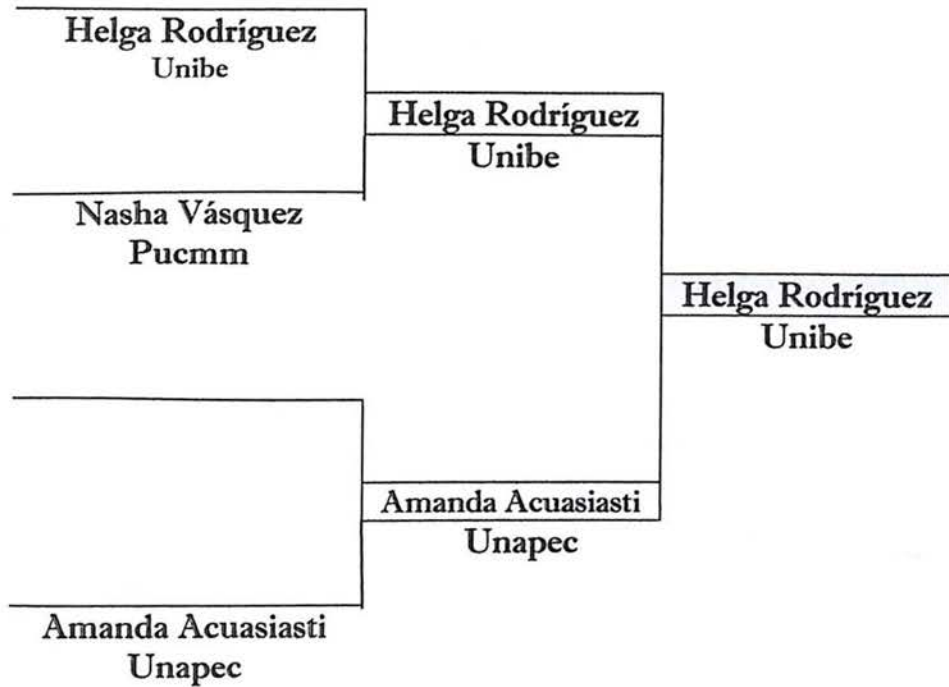 Helga Rodríguez
Unibe
Helga Rodríguez
Unibe
Nasha Vásquez
Pucmm
Helga Rodríguez
Unibe
Amanda Acuasiasti
Unapec
Amanda Acuasiasti
Unapec